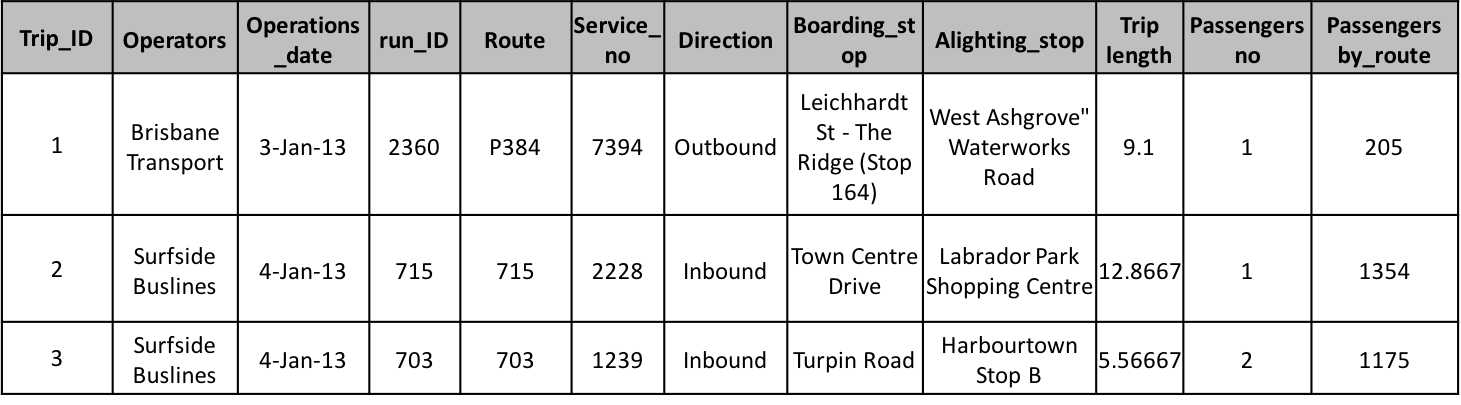 Trip_ID Operators Operations_date run_ID Route Service_no Direction Boarding_stop Alighting_stop Trip length Passengers no Passengers by_route
1 Brisbane Transport 3-Jan-13 2360 P384 7394 Outbound Leichhardt St - The Ridge (Stop 164) West Ashgrove" Waterworks Road 9.1 1 205
2 Surfside Buslines 4-Jan-13 715 715 2228 Inbound Town Centre Drive Labrador Park Shopping Centre 12.8667 1 1354
3 Surfside Buslines 4-Jan-13 703 703 1239 Inbound Turpin Road Harbourtown Stop B 5.56667 2 1175